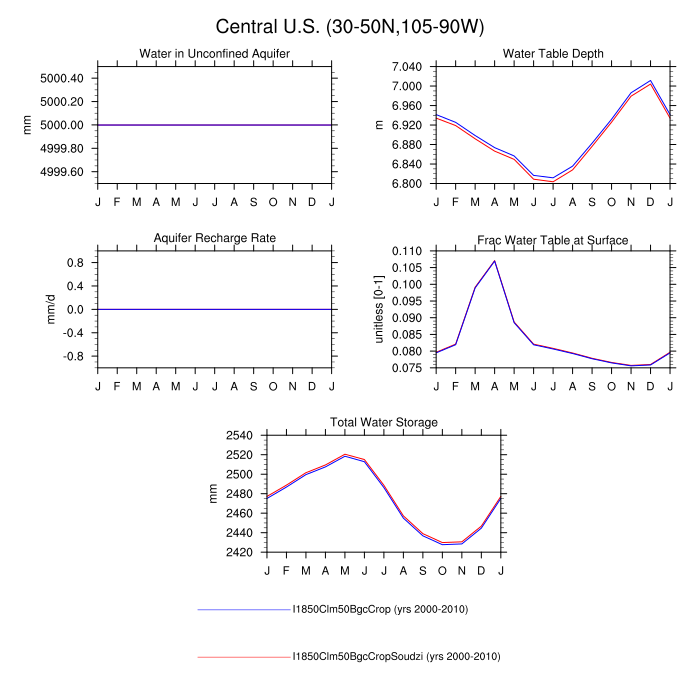 Central U.S. (30-50N,105-90W)
Water in Unconfined Aquifer
5000.40
5000.20
5000.00
4999.80
4999.60
mm
J F M A M J J A S O N D J
Water Table Depth
7.040
7.000
6.960
6.920
6.880
6.840
6.800
m
J F M A M J J A S O N D J
Aquifer Recharge Rate
0.8
0.4
0.0
-0.4
-0.8
mm/d
J F M A M J J A S O N D J
Frac Water Table at Surface
0.110
0.105
0.100
0.095
0.090
0.085
0.080
0.075
unitless [0-1]
J F M A M J J A S O N D J
Total Water Storage
2540
2520
2500
2480
2460
2440
2420
mm
J F M A M J J A S O N D J
I1850Clm50BgcCrop (yrs 2000-2010)
I1850Clm50BgcCropSoudzi (yrs 2000-2010)